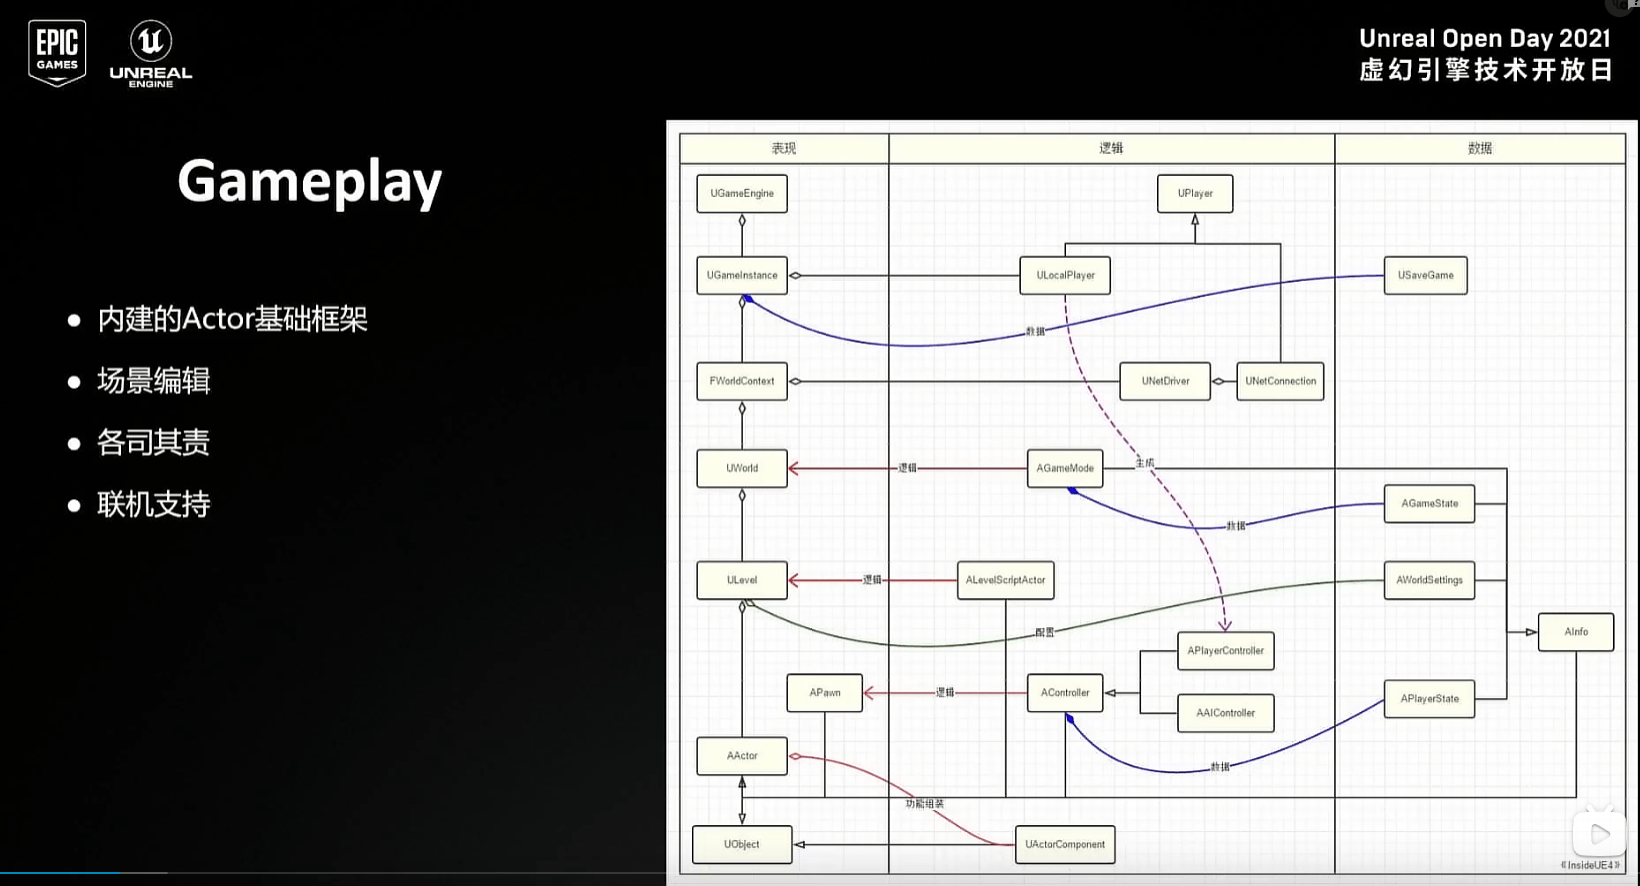 EPIC
GAMES
UNREAL
ENGINE
Unreal Open Day 2021
虚幻引擎技术开放日
Gameplay
内建的Actor基础框架
场景编辑
各司其责
联机支持
表现
逻辑
数据
UGameEngine
UPlayer
UGameInstance
ULocalPlayer
USaveGame
数据
FWorldContext
UNetDriver
UNetConnection
UWorld
逻辑
AGameMode
生成
AGameState
数据
ULevel
逻辑
ALevelScriptActor
AWorldSettings
配置
AInfo
APlayerController
APawn
逻辑
AController
APlayerState
AAIController
AActor
数据
功能组装
UObject
UActorComponent
《InsideUE4》